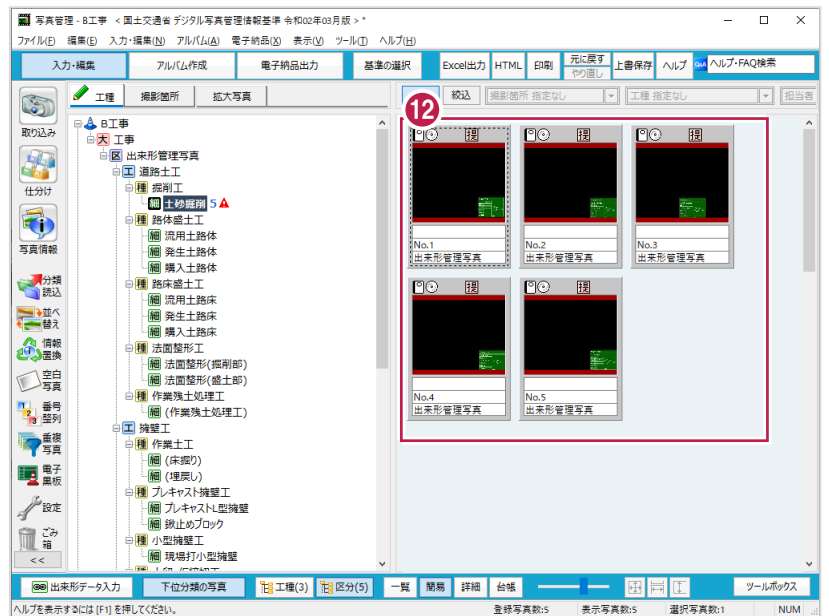 写真管理 - B工事 <国土交通省 デジタル写真管理情報基準 令和02年03月版 > *
ファイル(F) 編集(E) 入力・編集(N) アルバム(A) 電子納品(X) 表示(V) ツール(T) ヘルプ(H)
入力・編集 アルバム作成 電子納品出力 基準の選択 Excel出力 HTML 印刷 元に戻す やり直し 上書保存 ヘルプ Q&A ヘルプ・FAQ検索
工種 撮影箇所 拡大写真
絞込 撮影箇所 指定なし 工種 指定なし 担当者
12
取り込み
仕分け
写真情報
分類読込
並べ替え
情報置換
空白写真
番号整列
重複写真
電子黒板
設定
ごみ箱
<<
B工事
大 工事
区 出来形管理写真
工 道路土工
種 掘削工
細 土砂掘削 5
種 路体盛土工
細 流用土路体
細 発生土路体
細 購入土路体
種 路床盛土工
細 流用土路床
細 発生土路床
細 購入土路床
種 法面整形工
細 法面整形(掘削部)
細 法面整形(盛土部)
種 作業残土処理工
細 (作業残土処理工)
工 擁壁工
種 作業土工
細 (床掘り)
細 (埋戻し)
種 プレキャスト擁壁工
細 プレキャストL型擁壁
細 鉄止めブロック
種 小型擁壁工
細 現場打小型擁壁
提
No.1
出来形管理写真
提
No.2
出来形管理写真
提
No.3
出来形管理写真
提
No.4
出来形管理写真
提
No.5
出来形管理写真
出来形データ入力 下位分類の写真 工種(3) 区分(5) 一覧 簡易 詳細 台帳 ツールボックス
ヘルプを表示するには [F1] を押してください。 登録写真数:5 表示写真数:5 選択写真数:1 NUM